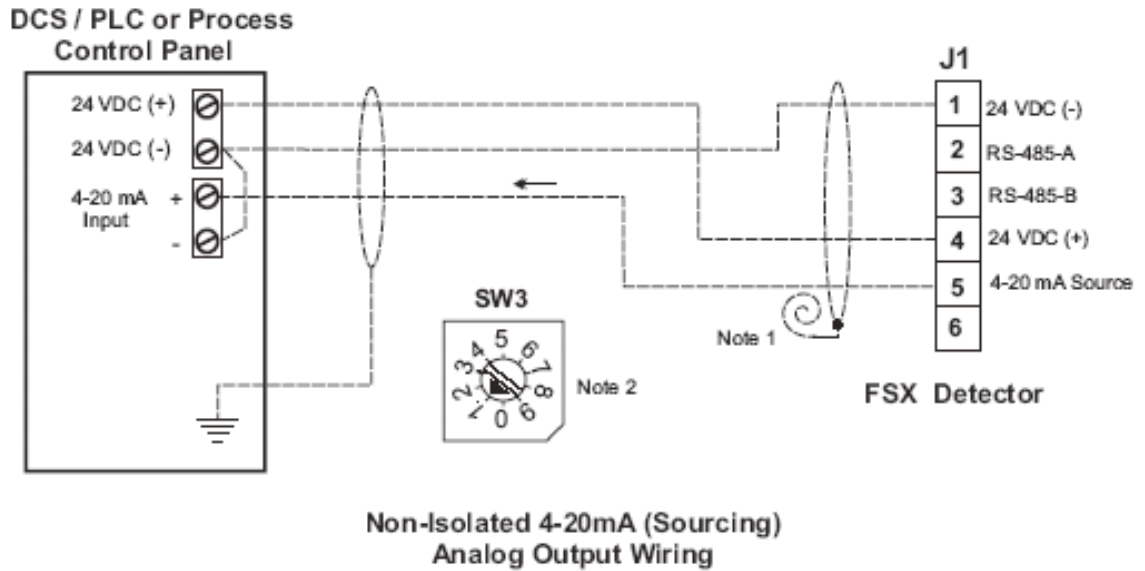 DCS / PLC or Process
Control Panel
24 VDC (+)
24 VDC (-)
4-20 mA +
Input
-
J1
1 24 VDC (-)
2 RS-485-A
3 RS-485-B
4 24 VDC (+)
5 4-20 mA Source
6
Note 1
FSX Detector
SW3
0 1 2 3 4 5 6 7 8 9
Note 2
Non-Isolated 4-20mA (Sourcing)
Analog Output Wiring